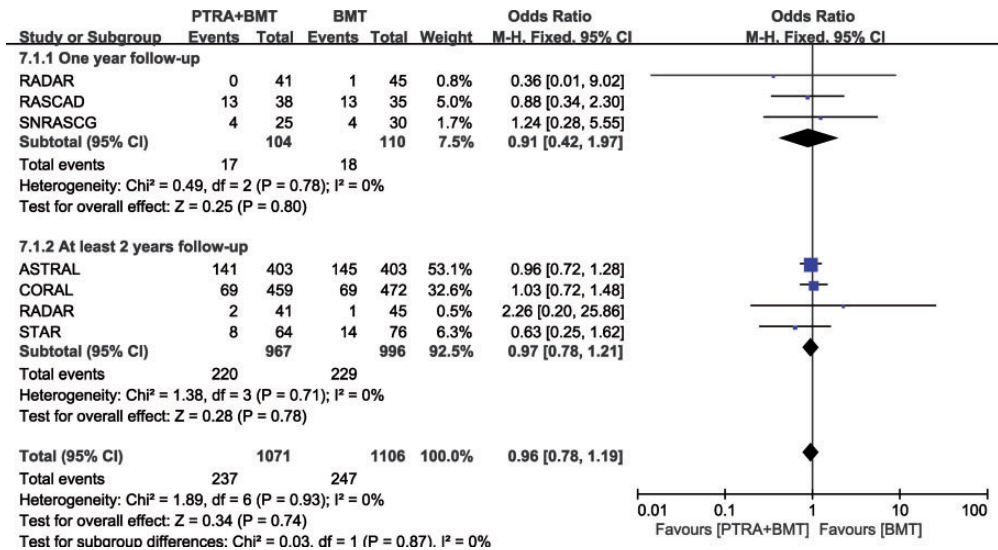 PTRA+BMT BMT Odds Ratio Odds Ratio
Study or Subgroup Events Total Events Total Weight M-H. Fixed. 95% CI M-H. Fixed. 95% CI
7.1.1 One year follow-up
RADAR 0 41 1 45 0.8% 0.36 [0.01, 9.02]
RASCAD 13 38 13 35 5.0% 0.88 [0.34, 2.30]
SNRASCG 4 25 4 30 1.7% 1.24 [0.28, 5.55]
Subtotal (95% CI) 104 110 7.5% 0.91 [0.42, 1.97]
Total events 17 18
Heterogeneity: Chi² = 0.49, df = 2 (P = 0.78); I² = 0%
Test for overall effect: Z = 0.25 (P = 0.80)
7.1.2 At least 2 years follow-up
ASTRAL 141 403 145 403 53.1% 0.96 [0.72, 1.28]
CORAL 69 459 69 472 32.6% 1.03 [0.72, 1.48]
RADAR 2 41 1 45 0.5% 2.26 [0.20, 25.86]
STAR 8 64 14 76 6.3% 0.63 [0.25, 1.62]
Subtotal (95% CI) 967 996 92.5% 0.97 [0.78, 1.21]
Total events 220 229
Heterogeneity: Chi² = 1.38, df = 3 (P = 0.71); I² = 0%
Test for overall effect: Z = 0.28 (P = 0.78)
Total (95% CI) 1071 1106 100.0% 0.96 [0.78, 1.19]
Total events 237 247
Heterogeneity: Chi² = 1.89, df = 6 (P = 0.93); I² = 0%
Test for overall effect: Z = 0.34 (P = 0.74)
Test for subgroup differences: Chi² = 0.03, df = 1 (P = 0.87), I² = 0%
0.01 0.1 1 10 100
Favours [PTRA+BMT] Favours [BMT]